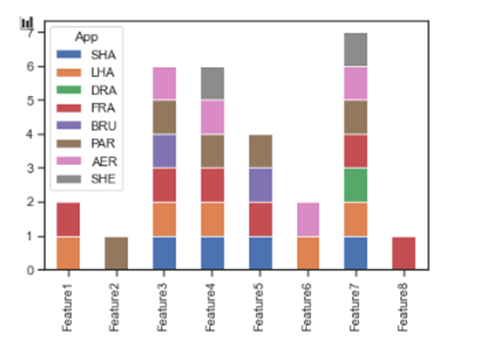 App
SHA
LHA
DRA
FRA
BRU
PAR
AER
SHE
7
6
5
4
3
2
1
0
Feature1
Feature2
Feature3
Feature4
Feature5
Feature6
Feature7
Feature8